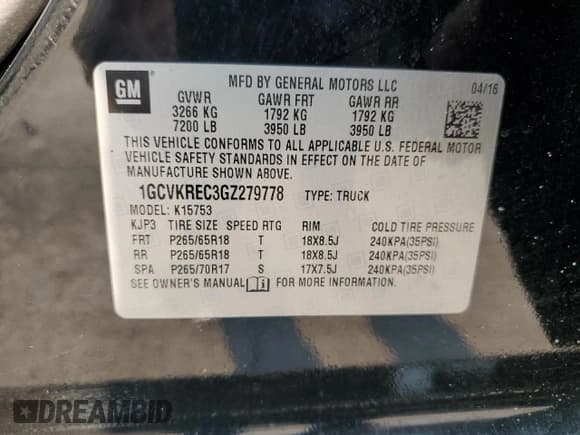 GM
MFD BY GENERAL MOTORS LLC 04/16
GVWR GAWR FRT GAWR RR
3266 KG 1792 KG 1792 KG
7200 LB 3950 LB 3950 LB
THIS VEHICLE CONFORMS TO ALL APPLICABLE U.S. FEDERAL MOTOR
VEHICLE SAFETY STANDARDS IN EFFECT ON THE DATE OF
MANUFACTURE SHOWN ABOVE.
1GCVKREC3GZ279778 TYPE: TRUCK
MODEL: K15753
KJP3 TIRE SIZE SPEED RTG RIM COLD TIRE PRESSURE
FRT P265/65R18 T 18X8.5J 240KPA(35PSI)
RR P265/65R18 T 18X8.5J 240KPA(35PSI)
SPA P265/70R17 S 17X7.5J 240KPA(35PSI)
SEE OWNER'S MANUAL FOR MORE INFORMATION.
DREAMBID